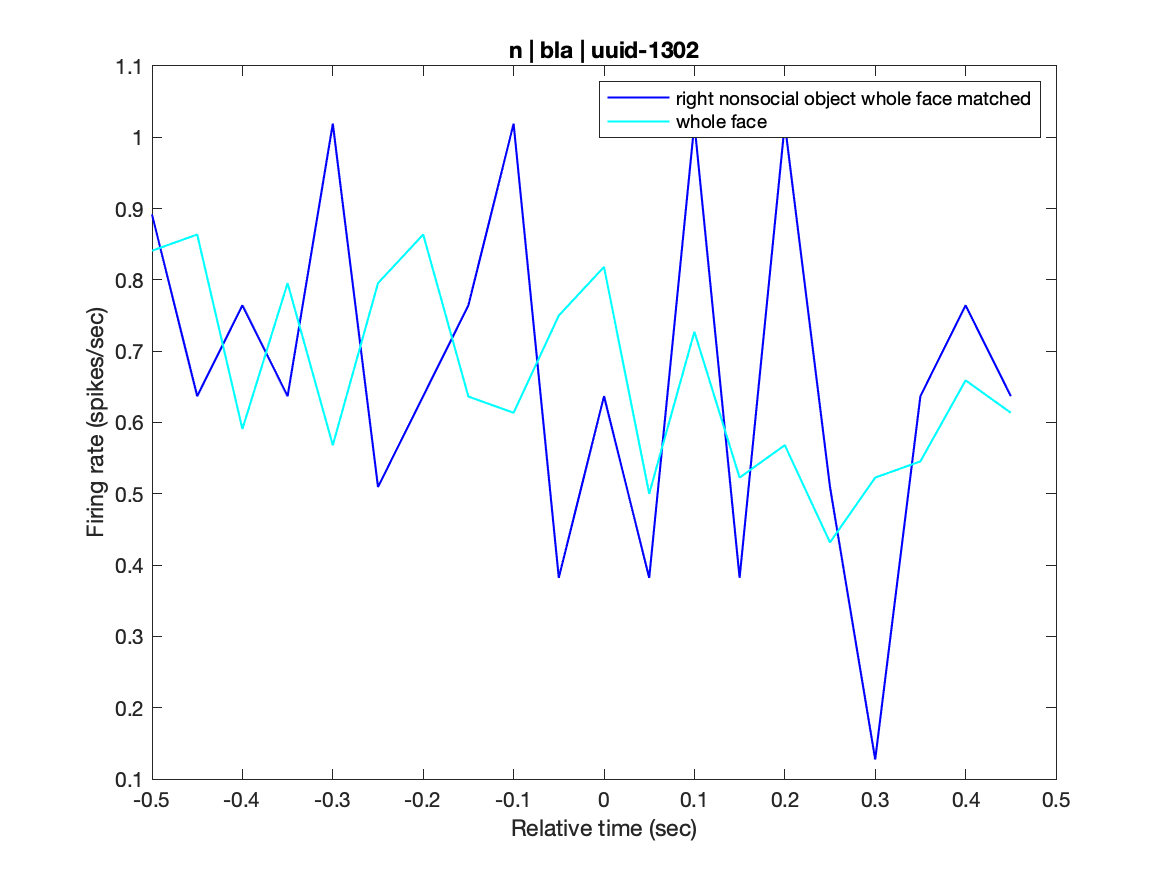 n | bla | uuid-1302
right nonsocial object whole face matched
whole face
1.1
1
0.9
0.8
0.7
0.6
0.5
0.4
0.3
0.2
0.1
Firing rate (spikes/sec)
-0.5 -0.4 -0.3 -0.2 -0.1 0 0.1 0.2 0.3 0.4 0.5
Relative time (sec)